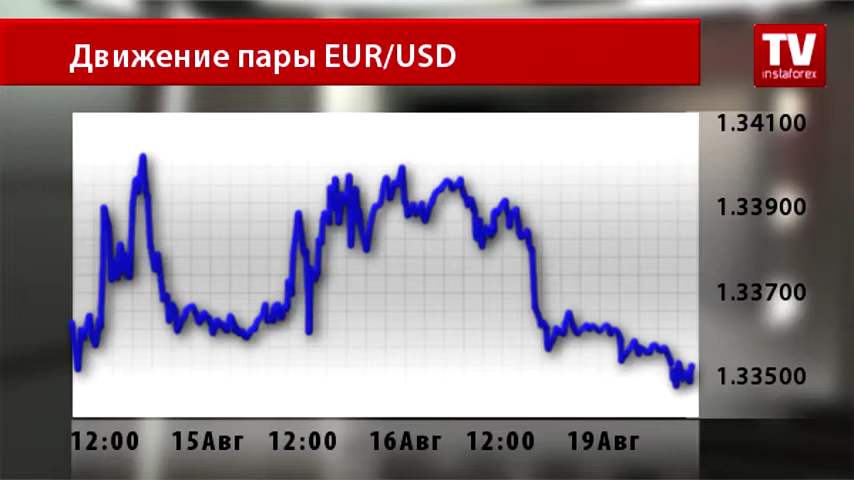 Движение пары EUR/USD
TV
instaforex
1.34100
1.33900
1.33700
1.33500
12:00 15Авг 12:00 16Авг 12:00 19Авг